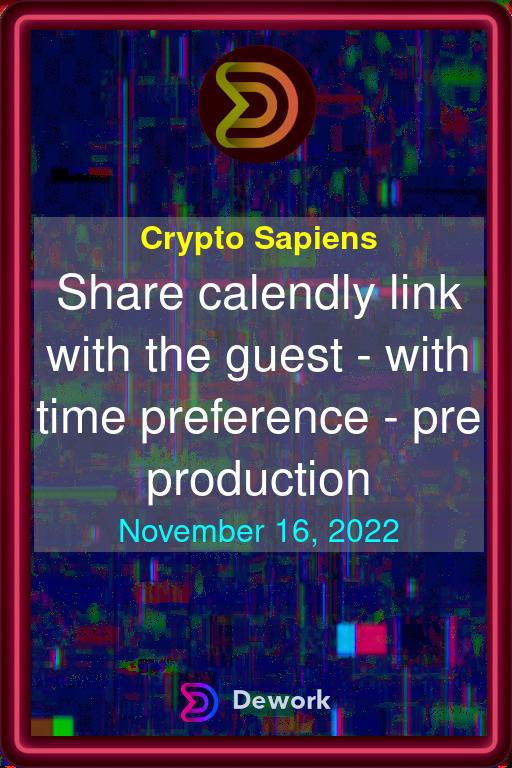 Crypto Sapiens
Share calendly link
with the guest - with
time preference - pre
production
November 16, 2022
Dework